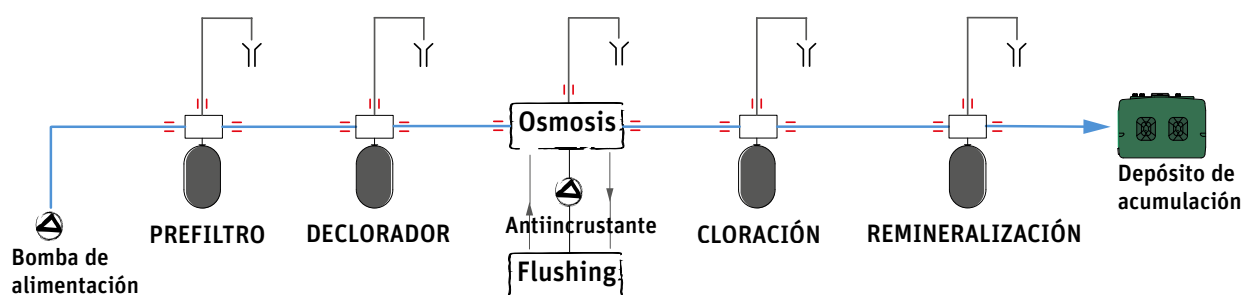 Osmosis
Depósito de
acumulación
Antiincrustante
PREFILTRO
DECLORADOR
CLORACIÓN
REMINERALIZACIÓN
Bomba de
alimentación
Flushing